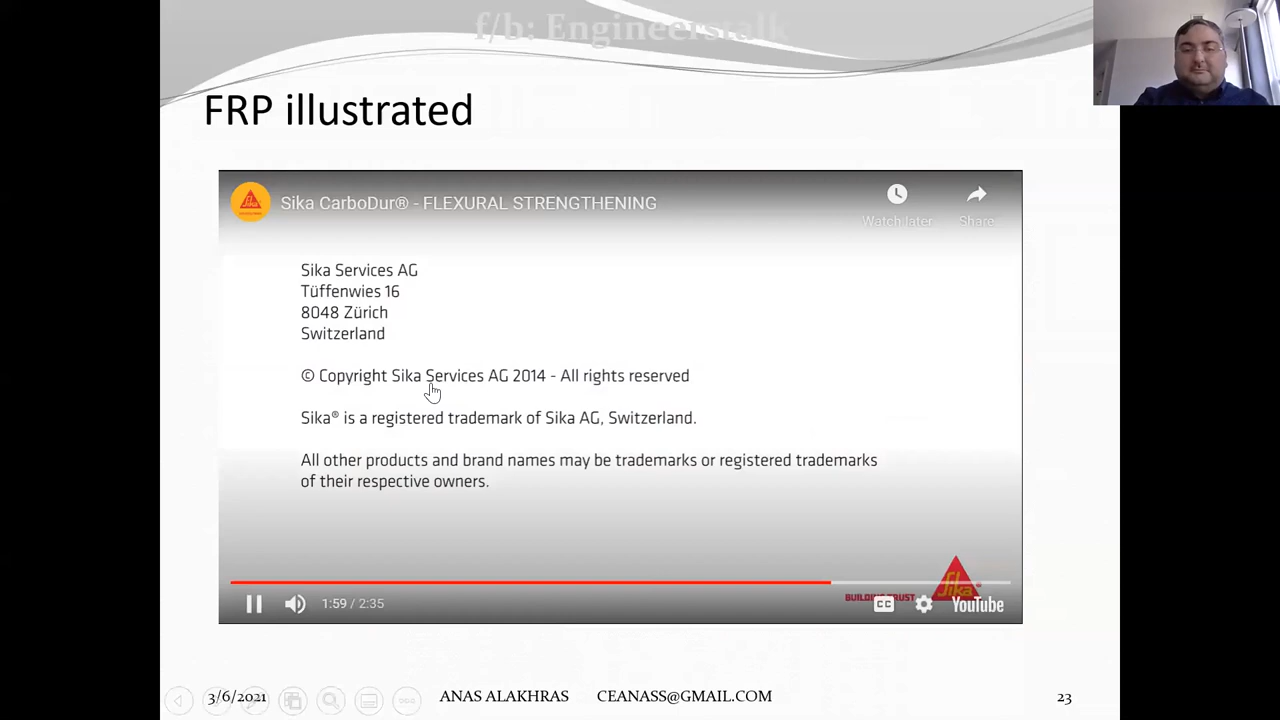 f/b: Engineerstalk
FRP illustrated
Sika CarboDur® - FLEXURAL STRENGTHENING
Watch later
Share
Sika Services AG
Tüffenwies 16
8048 Zürich
Switzerland
© Copyright Sika Services AG 2014 - All rights reserved
Sika® is a registered trademark of Sika AG, Switzerland.
All other products and brand names may be trademarks or registered trademarks
of their respective owners.
Sika®
BUILDING TRUST
1:59 / 2:35
CC
YouTube
3/6/2021
ANAS ALAKHRAS CEANASS@GMAIL.COM
23